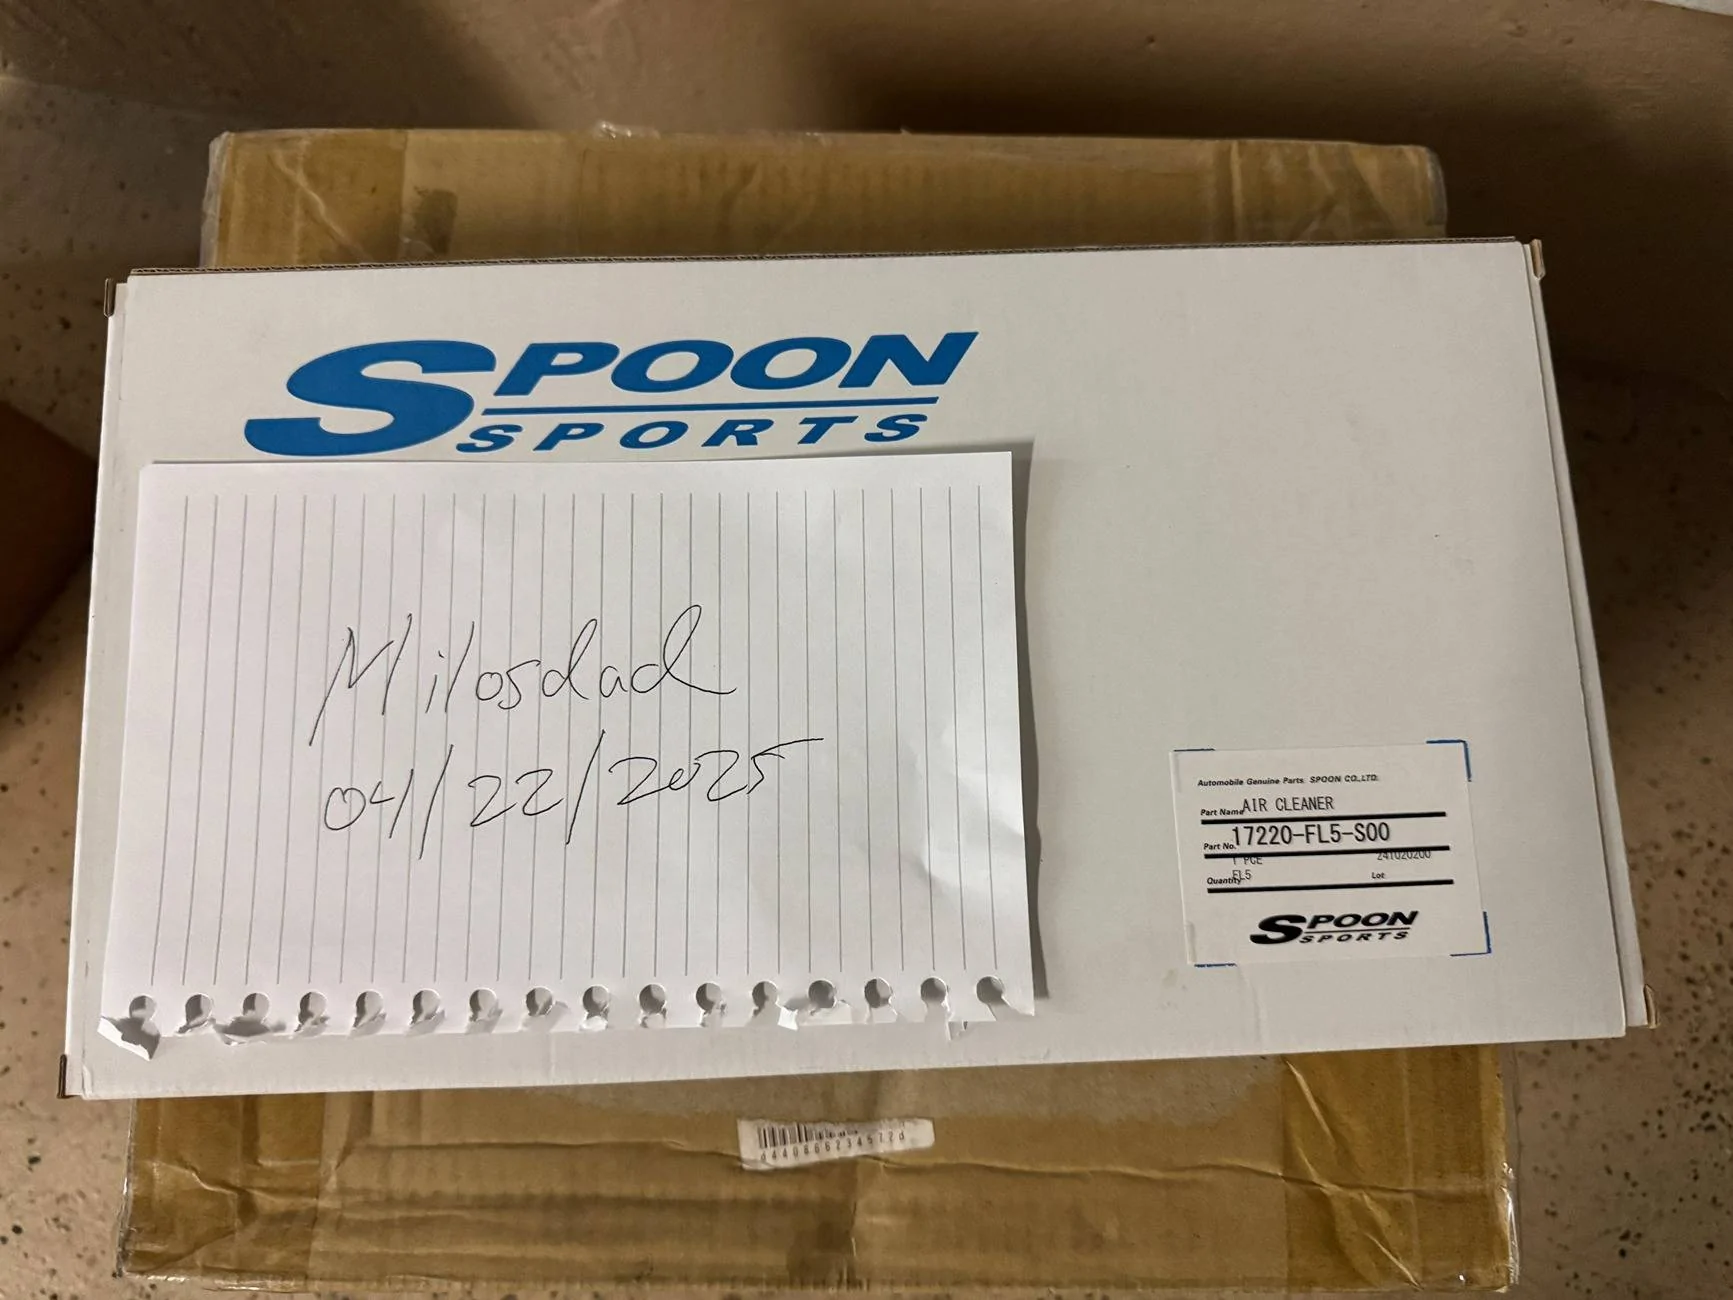 SPOON
SPORTS
Milosdad
04/22/2025
Automobile Genuine Parts SPOON CO.,LTD.
Part Name AIR CLEANER
Part No. 17220-FL5-S00
1 PCE 241020200
Quantity FL5 Lot
SPOON
SPORTS